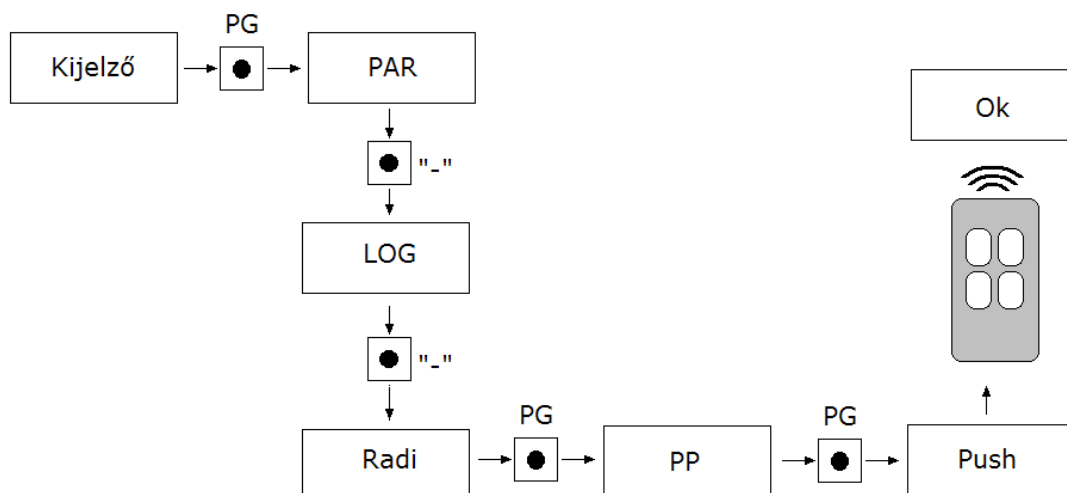 PG
Kijelző
PAR
Ok
"-"
LOG
"-"
PG
PG
Radi
PP
Push